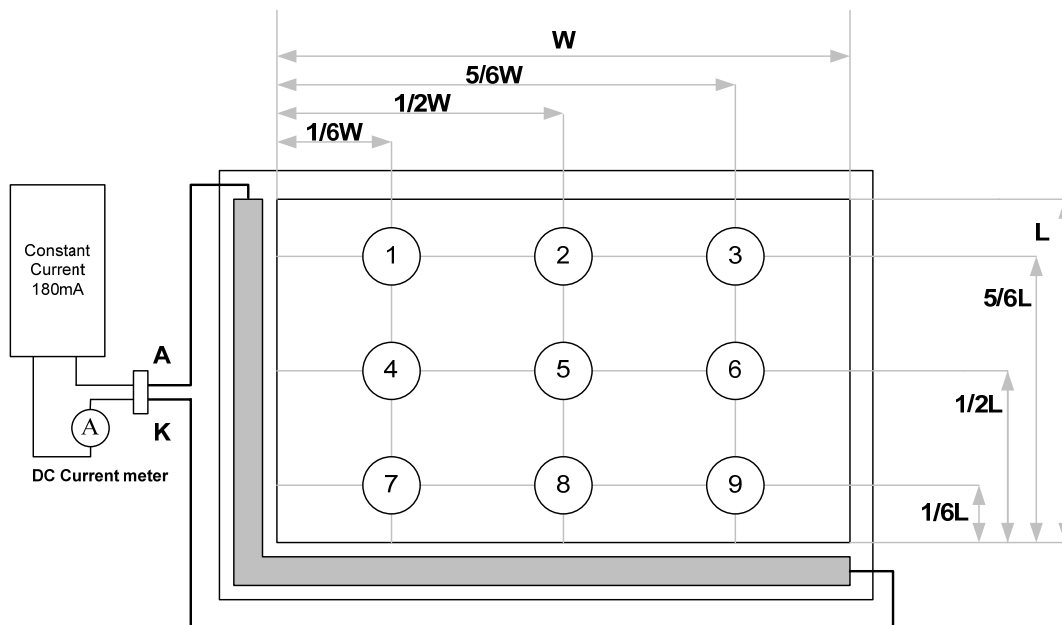 W
5/6W
1/2W
1/6W
L
5/6L
1/2L
1/6L
Constant
Current
180mA
A
K
A
DC Current meter
1
2
3
4
5
6
7
8
9